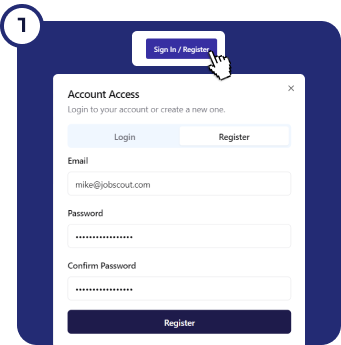 1
Sign In / Register
Account Access
Login to your account or create a new one.
Login
Register
Email
mike@jobscout.com
Password
•••••••••••••••••
Confirm Password
•••••••••••••••••
Register